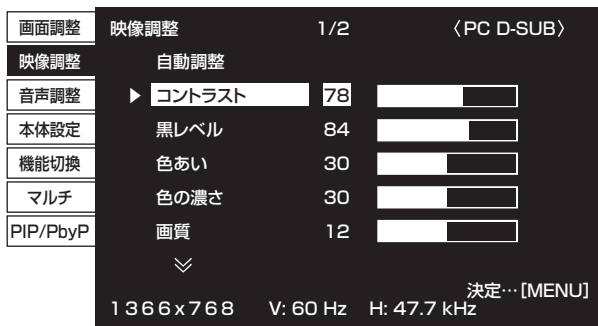 画面調整
映像調整
音声調整
本体設定
機能切換
マルチ
PIP/PbyP
映像調整 1/2 〈PC D-SUB〉
自動調整
コントラスト 78
黒レベル 84
色あい 30
色の濃さ 30
画質 12
決定…[MENU]
1366x768 V: 60 Hz H: 47.7 kHz